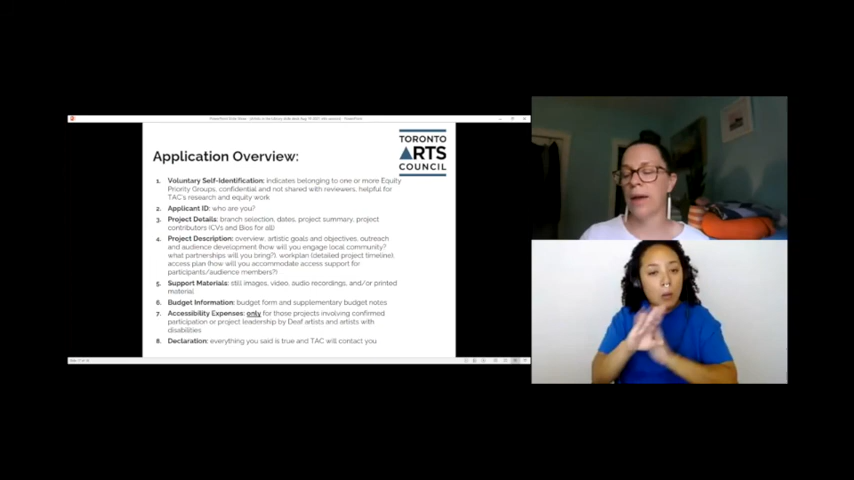 TORONTO
ARTS
COUNCIL
Application Overview:
1. Voluntary Self-Identification: indicates belonging to one or more Equity
Priority Groups, confidential and not shared with reviewers, helpful for
TAC's research and equity work
2. Applicant ID: who are you?
3. Project Details: branch selection, dates, project summary, project
contributors (CVs and Bios for all)
4. Project Description: overview, artistic goals and objectives, outreach
and audience development (how will you engage local community?
what partnerships will you bring?), workplan (detailed project timeline),
access plan (how will you accommodate access support for
participants/audience members?)
5. Support Materials: still images, video, audio recordings, and/or printed
material
6. Budget Information: budget form and supplementary budget notes
7. Accessibility Expenses: only for those projects involving confirmed
participation or project leadership by Deaf artists and artists with
disabilities
8. Declaration: everything you said is true and TAC will contact you